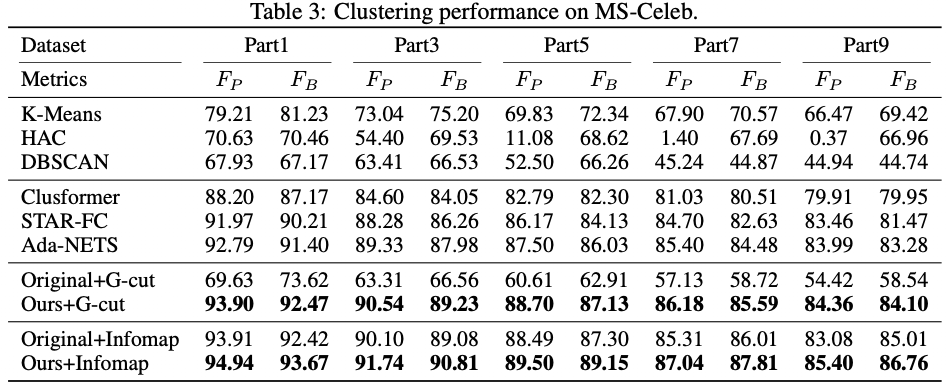 Table 3: Clustering performance on MS-Celeb.
Dataset Part1 Part3 Part5 Part7 Part9
Metrics F_P F_B F_P F_B F_P F_B F_P F_B F_P F_B
K-Means 79.21 81.23 73.04 75.20 69.83 72.34 67.90 70.57 66.47 69.42
HAC 70.63 70.46 54.40 69.53 11.08 68.62 1.40 67.69 0.37 66.96
DBSCAN 67.93 67.17 63.41 66.53 52.50 66.26 45.24 44.87 44.94 44.74
Clusformer 88.20 87.17 84.60 84.05 82.79 82.30 81.03 80.51 79.91 79.95
STAR-FC 91.97 90.21 88.28 86.26 86.17 84.13 84.70 82.63 83.46 81.47
Ada-NETS 92.79 91.40 89.33 87.98 87.50 86.03 85.40 84.48 83.99 83.28
Original+G-cut 69.63 73.62 63.31 66.56 60.61 62.91 57.13 58.72 54.42 58.54
Ours+G-cut 93.90 92.47 90.54 89.23 88.70 87.13 86.18 85.59 84.36 84.10
Original+Infomap 93.91 92.42 90.10 89.08 88.49 87.30 85.31 86.01 83.08 85.01
Ours+Infomap 94.94 93.67 91.74 90.81 89.50 89.15 87.04 87.81 85.40 86.76